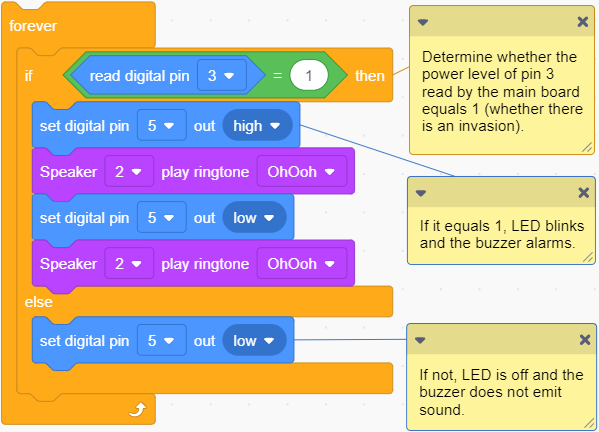 forever
if read digital pin 3 = 1 then
Determine whether the
power level of pin 3
read by the main board
equals 1 (whether there
is an invasion).
set digital pin 5 out high
Speaker 2 play ringtone OhOoh
set digital pin 5 out low
If it equals 1, LED blinks
and the buzzer alarms.
Speaker 2 play ringtone OhOoh
else
set digital pin 5 out low
If not, LED is off and the
buzzer does not emit
sound.